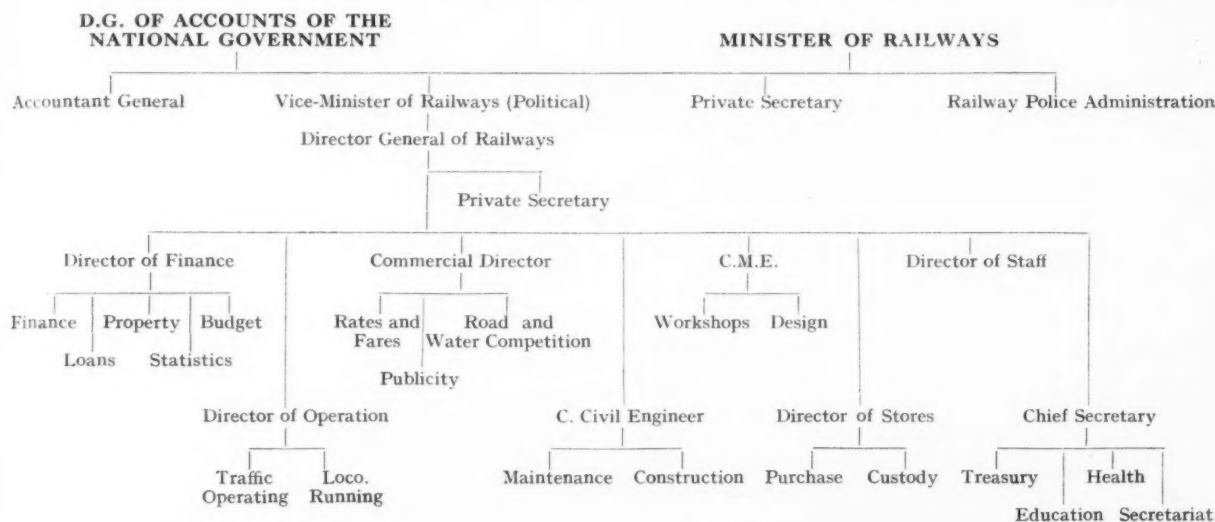 D.G. OF ACCOUNTS OF THE
NATIONAL GOVERNMENT
MINISTER OF RAILWAYS
Accountant General
Vice-Minister of Railways (Political)
Private Secretary
Railway Police Administration
Director General of Railways
Private Secretary
Director of Finance
Commercial Director
C.M.E.
Director of Staff
Finance
Property
Budget
Loans
Statistics
Rates and
Fares
Road and
Water Competition
Publicity
Workshops
Design
Director of Operation
C. Civil Engineer
Director of Stores
Chief Secretary
Traffic
Operating
Loco.
Running
Maintenance
Construction
Purchase
Custody
Treasury
Health
Education
Secretariat